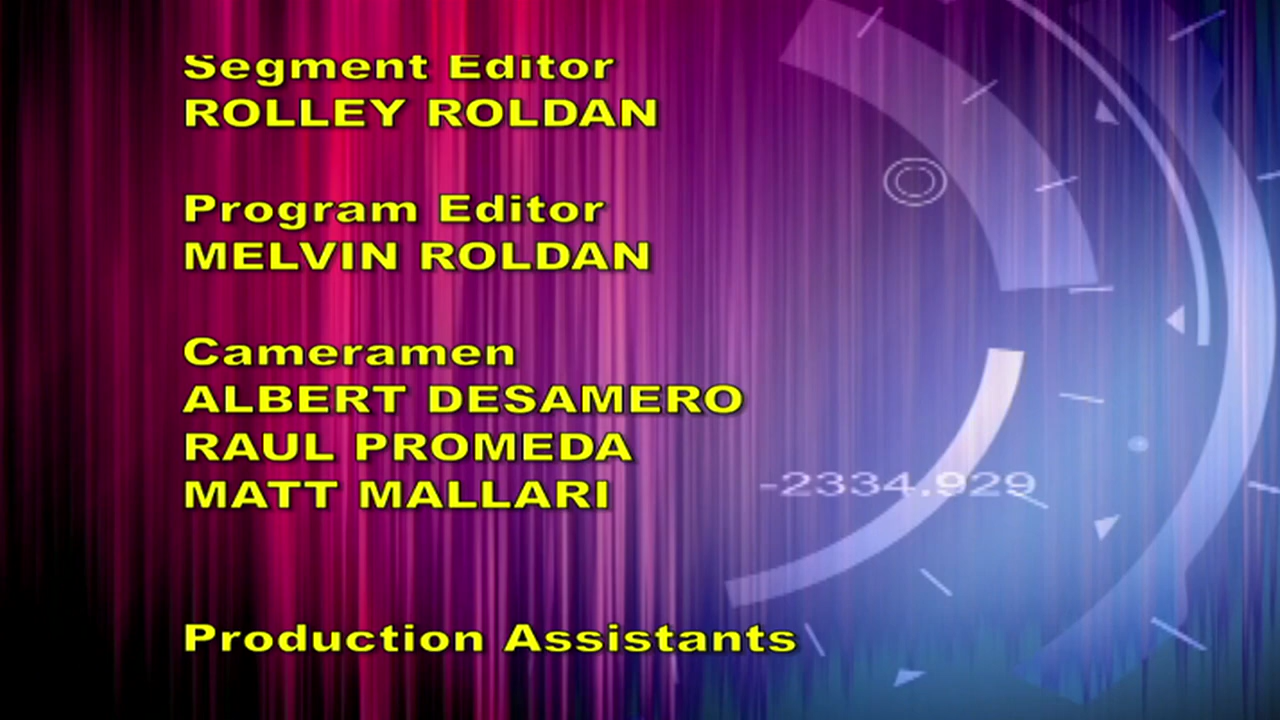 Segment Editor
ROLLEY ROLDAN
Program Editor
MELVIN ROLDAN
Cameramen
ALBERT DESAMERO
RAUL PROMEDA
MATT MALLARI
-2334.929
Production Assistants